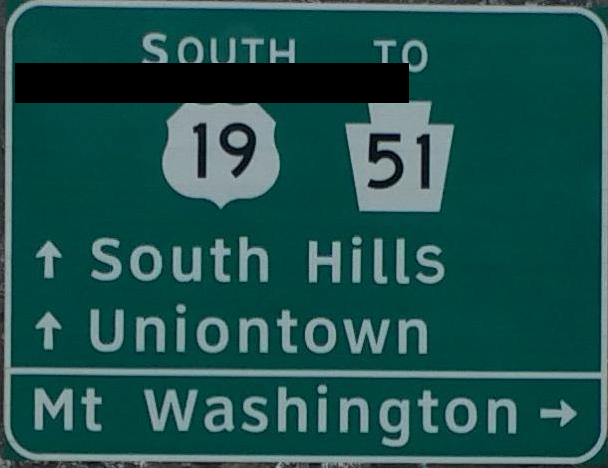 SOUTH TO
19 51
↑ South Hills
↑ Uniontown
Mt Washington →